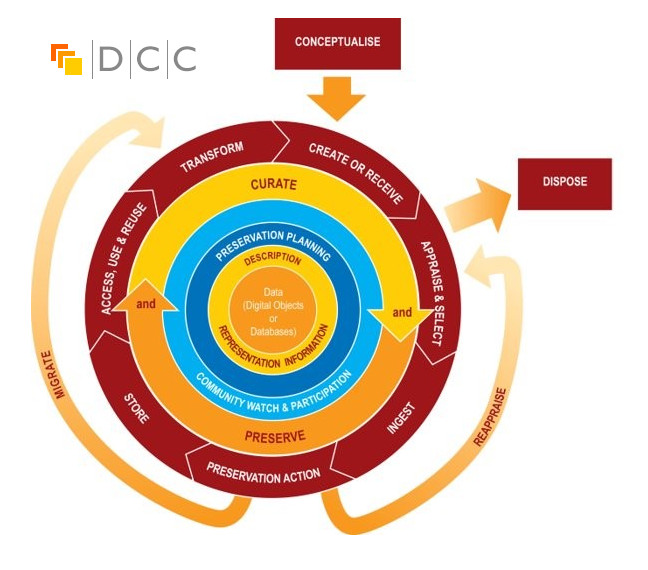 DCC
CONCEPTUALISE
DISPOSE
TRANSFORM
CREATE OR RECEIVE
APPRAISE & SELECT
INGEST
PRESERVATION ACTION
STORE
ACCESS, USE & REUSE
MIGRATE
REAPPRAISE
CURATE
and
PRESERVE
and
COMMUNITY WATCH & PARTICIPATION
PRESERVATION PLANNING
DESCRIPTION
REPRESENTATION INFORMATION
Data
(Digital Objects
or
Databases)